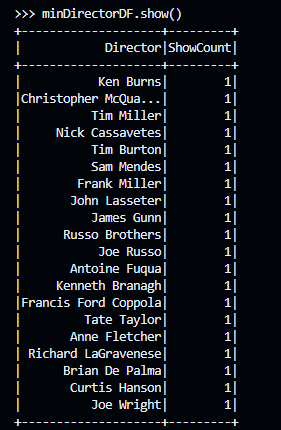 >>> minDirectorDF.show()
+--------------------+---------+
|            Director|ShowCount|
+--------------------+---------+
|           Ken Burns|        1|
|Christopher McQua...|        1|
|          Tim Miller|        1|
|     Nick Cassavetes|        1|
|          Tim Burton|        1|
|          Sam Mendes|        1|
|        Frank Miller|        1|
|       John Lasseter|        1|
|          James Gunn|        1|
|      Russo Brothers|        1|
|           Joe Russo|        1|
|       Antoine Fuqua|        1|
|     Kenneth Branagh|        1|
|Francis Ford Coppola|        1|
|         Tate Taylor|        1|
|       Anne Fletcher|        1|
| Richard LaGravenese|        1|
|      Brian De Palma|        1|
|       Curtis Hanson|        1|
|          Joe Wright|        1|
+--------------------+---------+